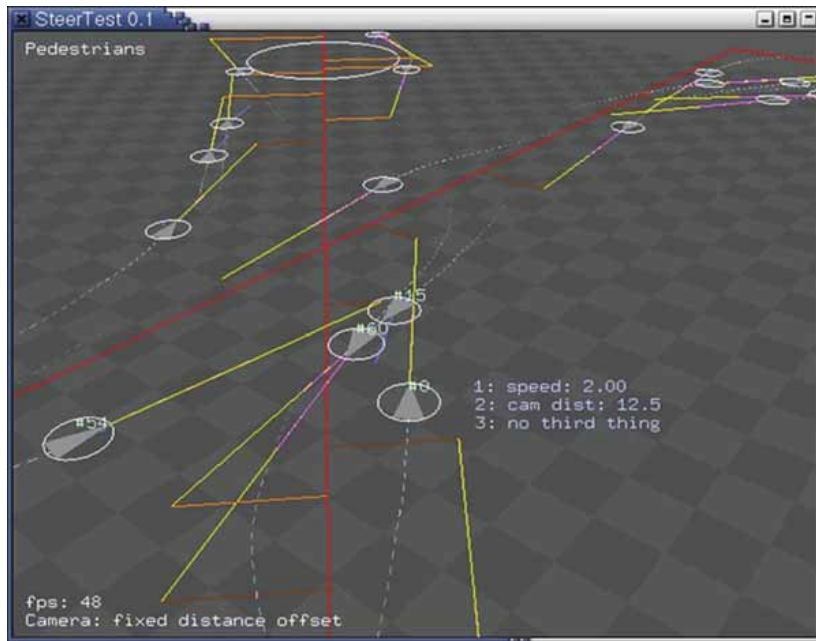 SteerTest 0.1
Pedestrians
#15
#60
#0
1: speed: 2.00
2: cam dist: 12.5
3: no third thing
#54
fps: 48
Camera: fixed distance offset